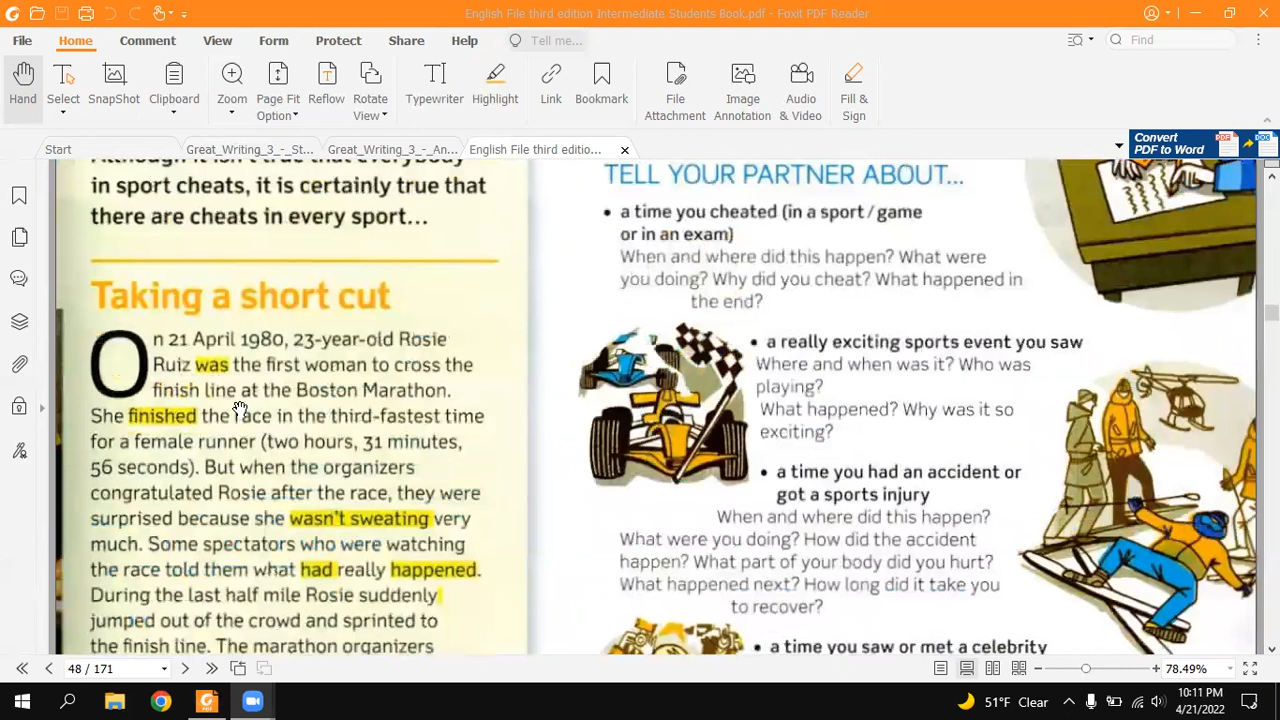 English File third edition Intermediate Students Book.pdf - Foxit PDF Reader
File Home Comment View Form Protect Share Help Tell me... Find
Hand Select SnapShot Clipboard Zoom Page Fit Option Reflow Rotate View Typewriter Highlight Link Bookmark File Attachment Image Annotation Audio & Video Fill & Sign
Start Great_Writing_3_-_St... Great_Writing_3_-_An... English File third editio...
Convert PDF to Word
in sport cheats, it is certainly true that
there are cheats in every sport...
Taking a short cut
On 21 April 1980, 23-year-old Rosie
Ruiz was the first woman to cross the
finish line at the Boston Marathon.
She finished the race in the third-fastest time
for a female runner (two hours, 31 minutes,
56 seconds). But when the organizers
congratulated Rosie after the race, they were
surprised because she wasn't sweating very
much. Some spectators who were watching
the race told them what had really happened.
During the last half mile Rosie suddenly
jumped out of the crowd and sprinted to
the finish line. The marathon organizers
TELL YOUR PARTNER ABOUT...
• a time you cheated (in a sport / game
or in an exam)
When and where did this happen? What were
you doing? Why did you cheat? What happened in
the end?
• a really exciting sports event you saw
Where and when was it? Who was
playing?
What happened? Why was it so
exciting?
• a time you had an accident or
got a sports injury
When and where did this happen?
What were you doing? How did the accident
happen? What part of your body did you hurt?
What happened next? How long did it take you
to recover?
• a time you saw or met a celebrity
48 / 171
78.49%
51°F Clear
10:11 PM
4/21/2022